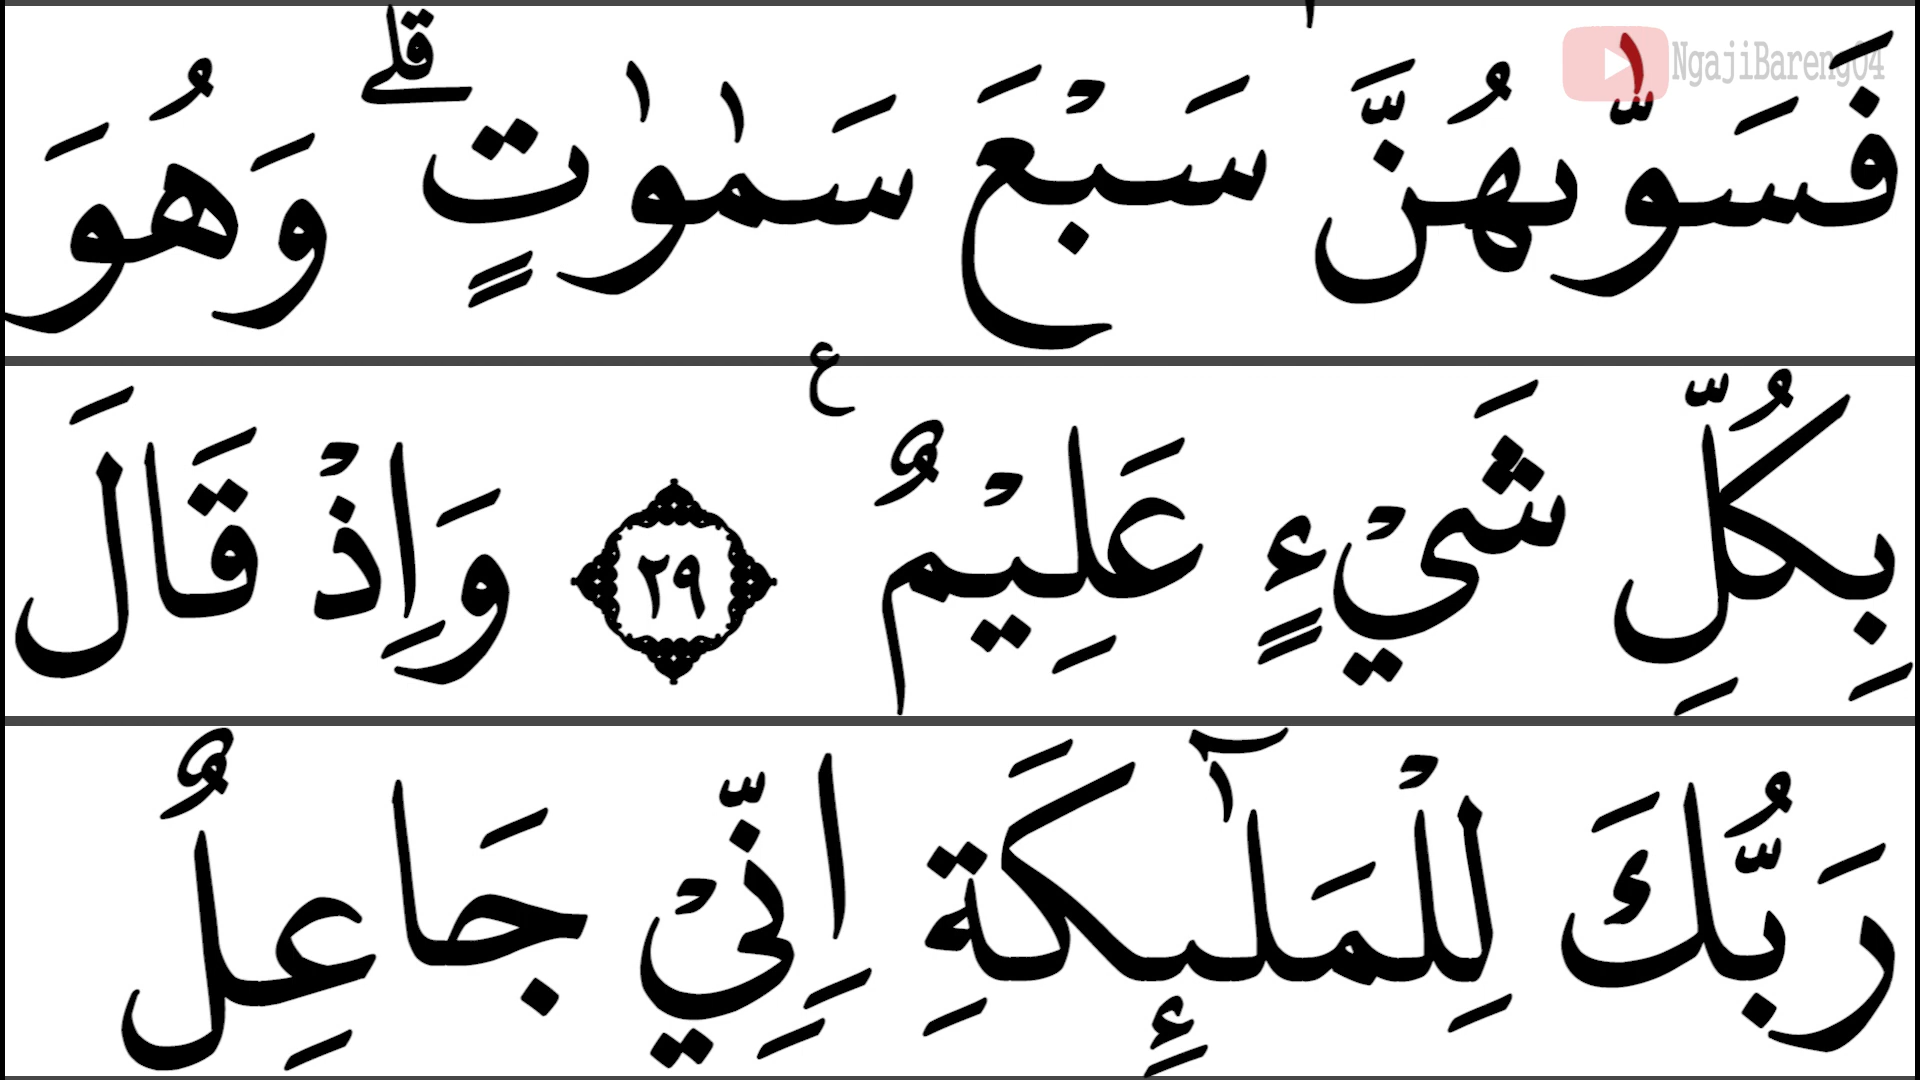 NgajiBareng04
فَسَوّٰىهُنَّ سَبْعَ سَمٰوٰتٍ ۗ وَهُوَ
بِكُلِّ شَيْءٍ عَلِيْمٌ ࣖ ٢٩ وَاِذْ قَالَ
رَبُّكَ لِلْمَلٰۤىِٕكَةِ اِنِّيْ جَاعِلٌ